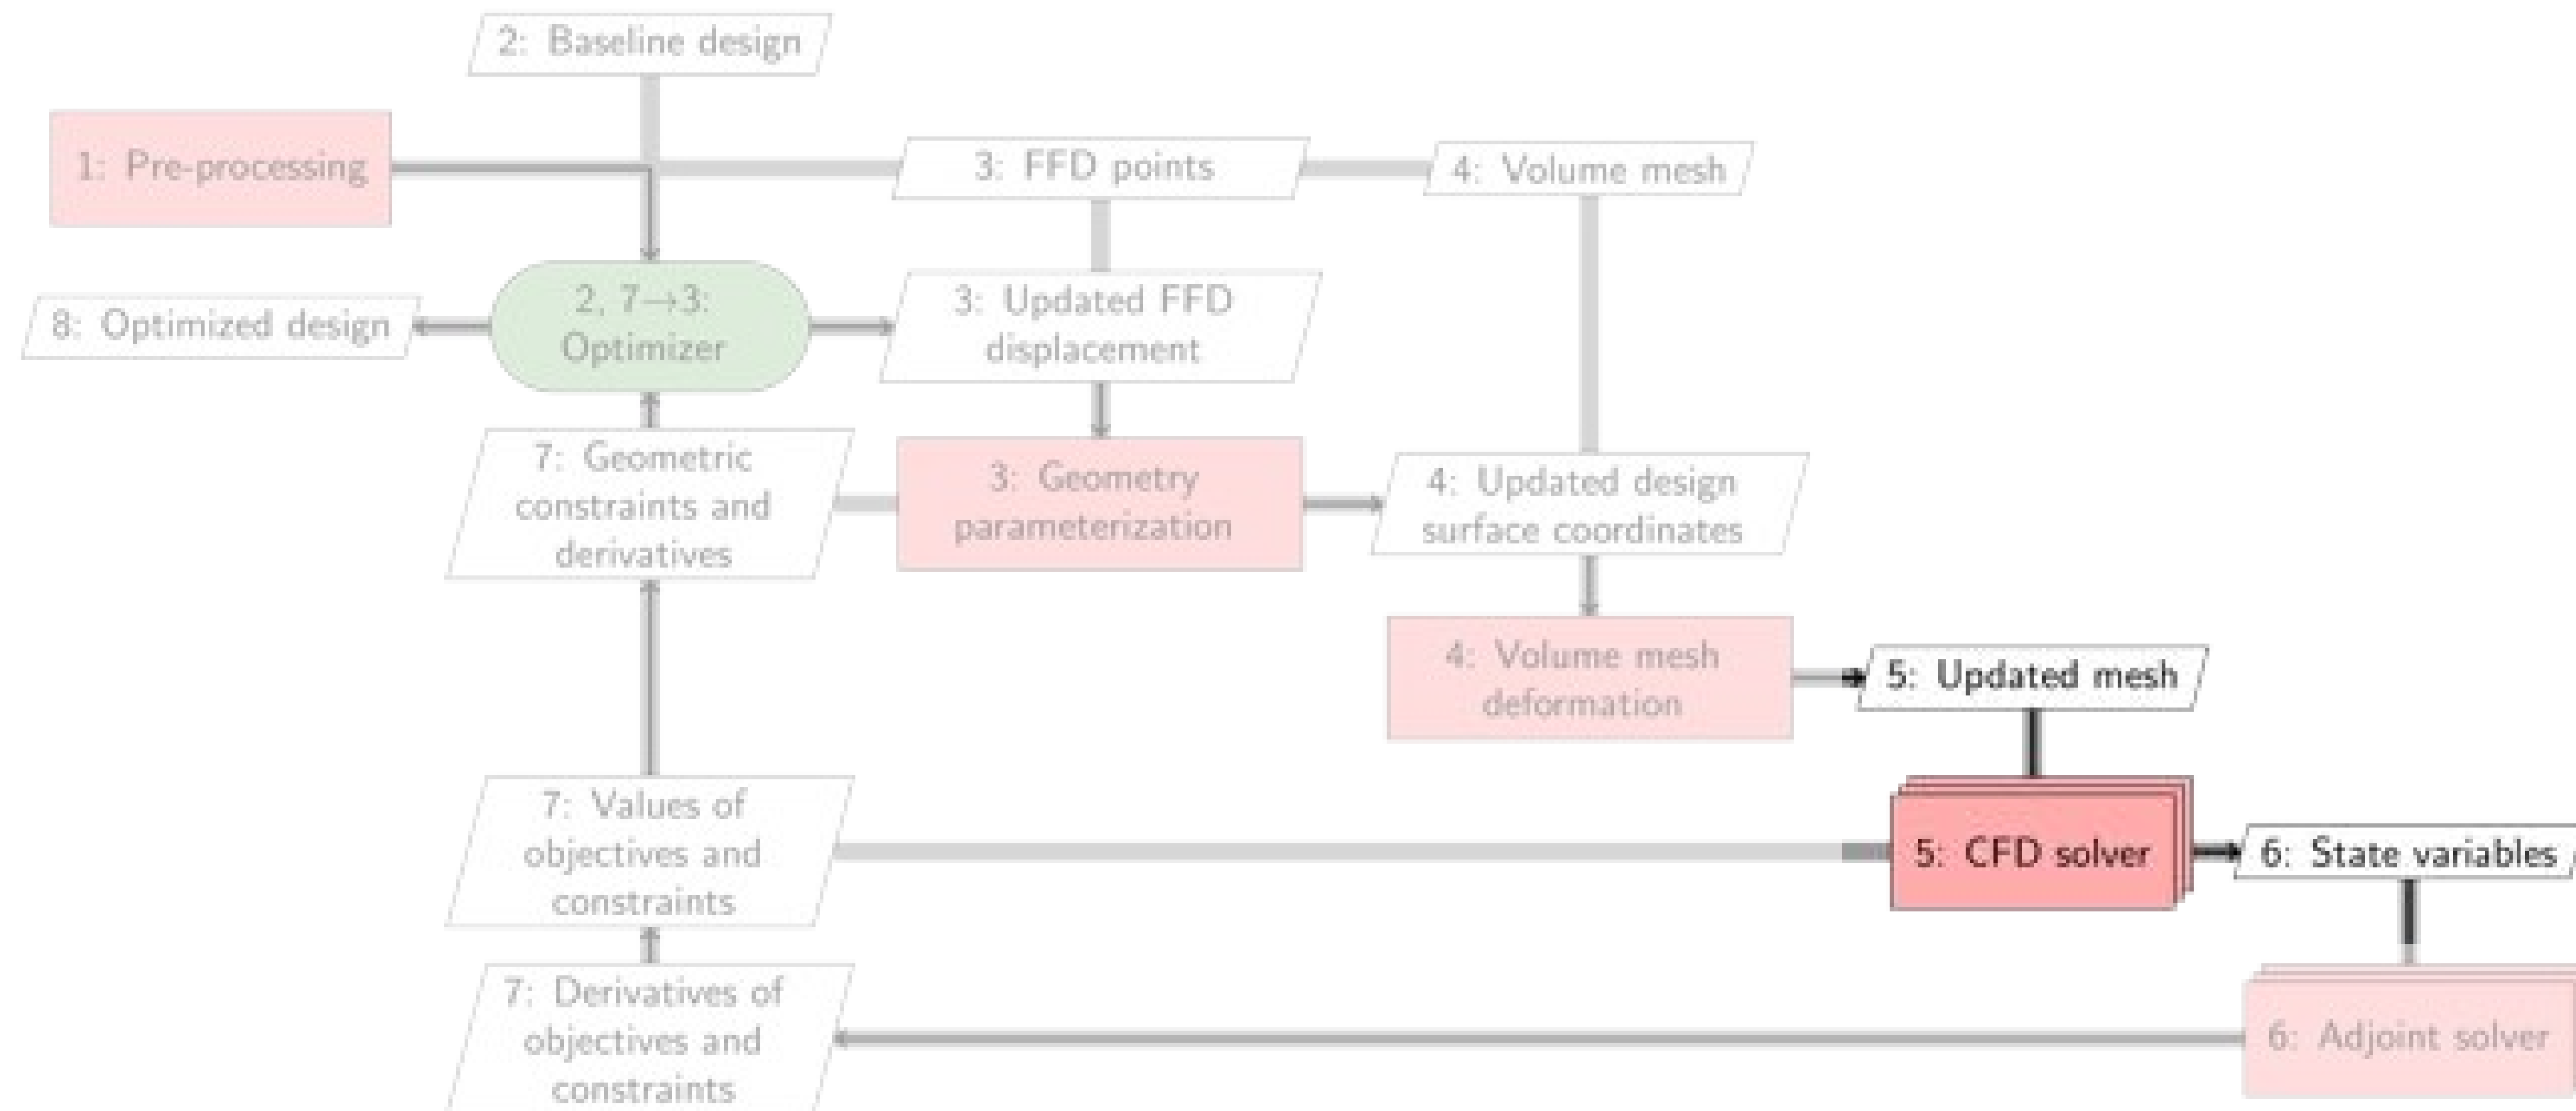 2: Baseline design
1: Pre-processing
3: FFD points
4: Volume mesh
8: Optimized design
2, 7→3:
Optimizer
3: Updated FFD
displacement
7: Geometric
constraints and
derivatives
3: Geometry
parameterization
4: Updated design
surface coordinates
4: Volume mesh
deformation
5: Updated mesh
7: Values of
objectives and
constraints
5: CFD solver
6: State variables
7: Derivatives of
objectives and
constraints
6: Adjoint solver